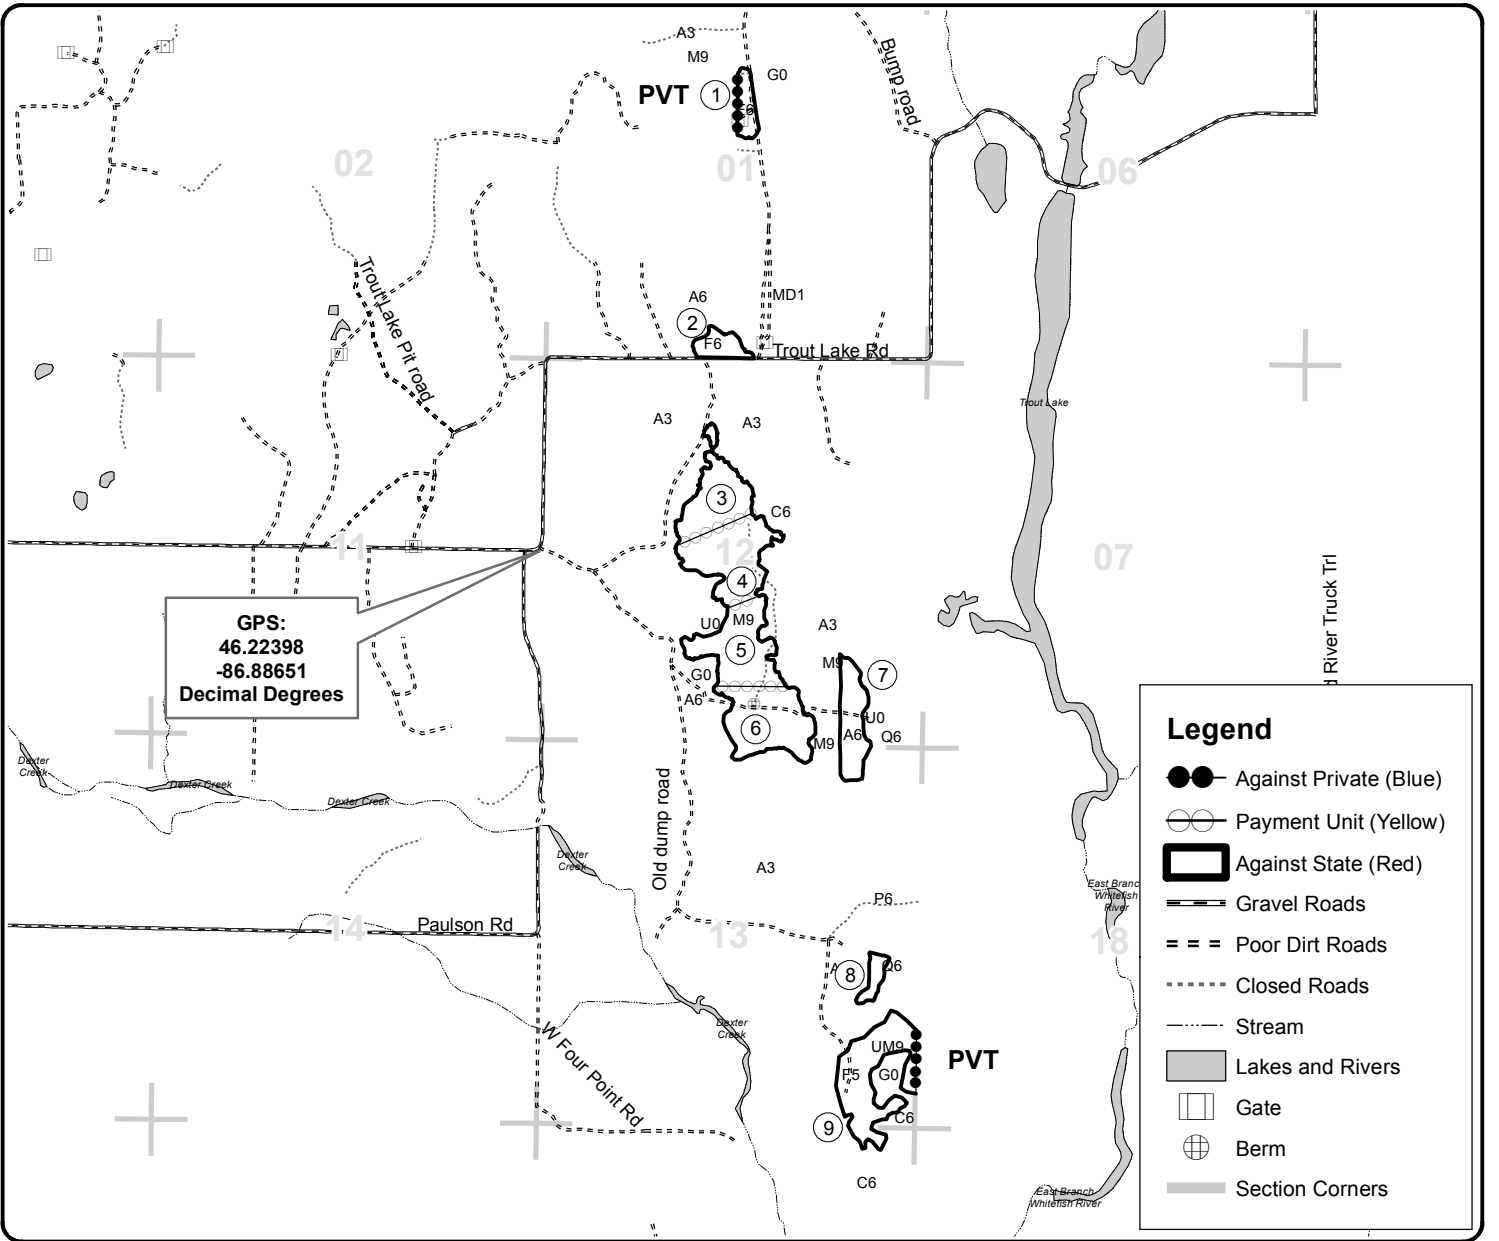 A3
M9
G0
Bump road
PVT
1
02
01
06
Trout Lake Pit road
A6
MD1
2
F6
Trout Lake Rd
Trout Lake
A3
A3
3
C6
11
12
07
4
GPS:
46.22398
-86.88651
Decimal Degrees
U0
M9
A3
5
M9
7
G0
A6
U0
6
M9
A6
Q6
d River Truck Trl
Dexter
Creek
Dexter Creek
Dexter Creek
Old dump road
Dexter
Creek
A3
P6
East Branc
Whitefish
River
14
Paulson Rd
13
18
8
Q6
Dexter
Creek
W Four Point Rd
UM9
PVT
F5
G0
9
C6
C6
East Branch
Whitefish River
Legend
Against Private (Blue)
Payment Unit (Yellow)
Against State (Red)
Gravel Roads
Poor Dirt Roads
Closed Roads
Stream
Lakes and Rivers
Gate
Berm
Section Corners